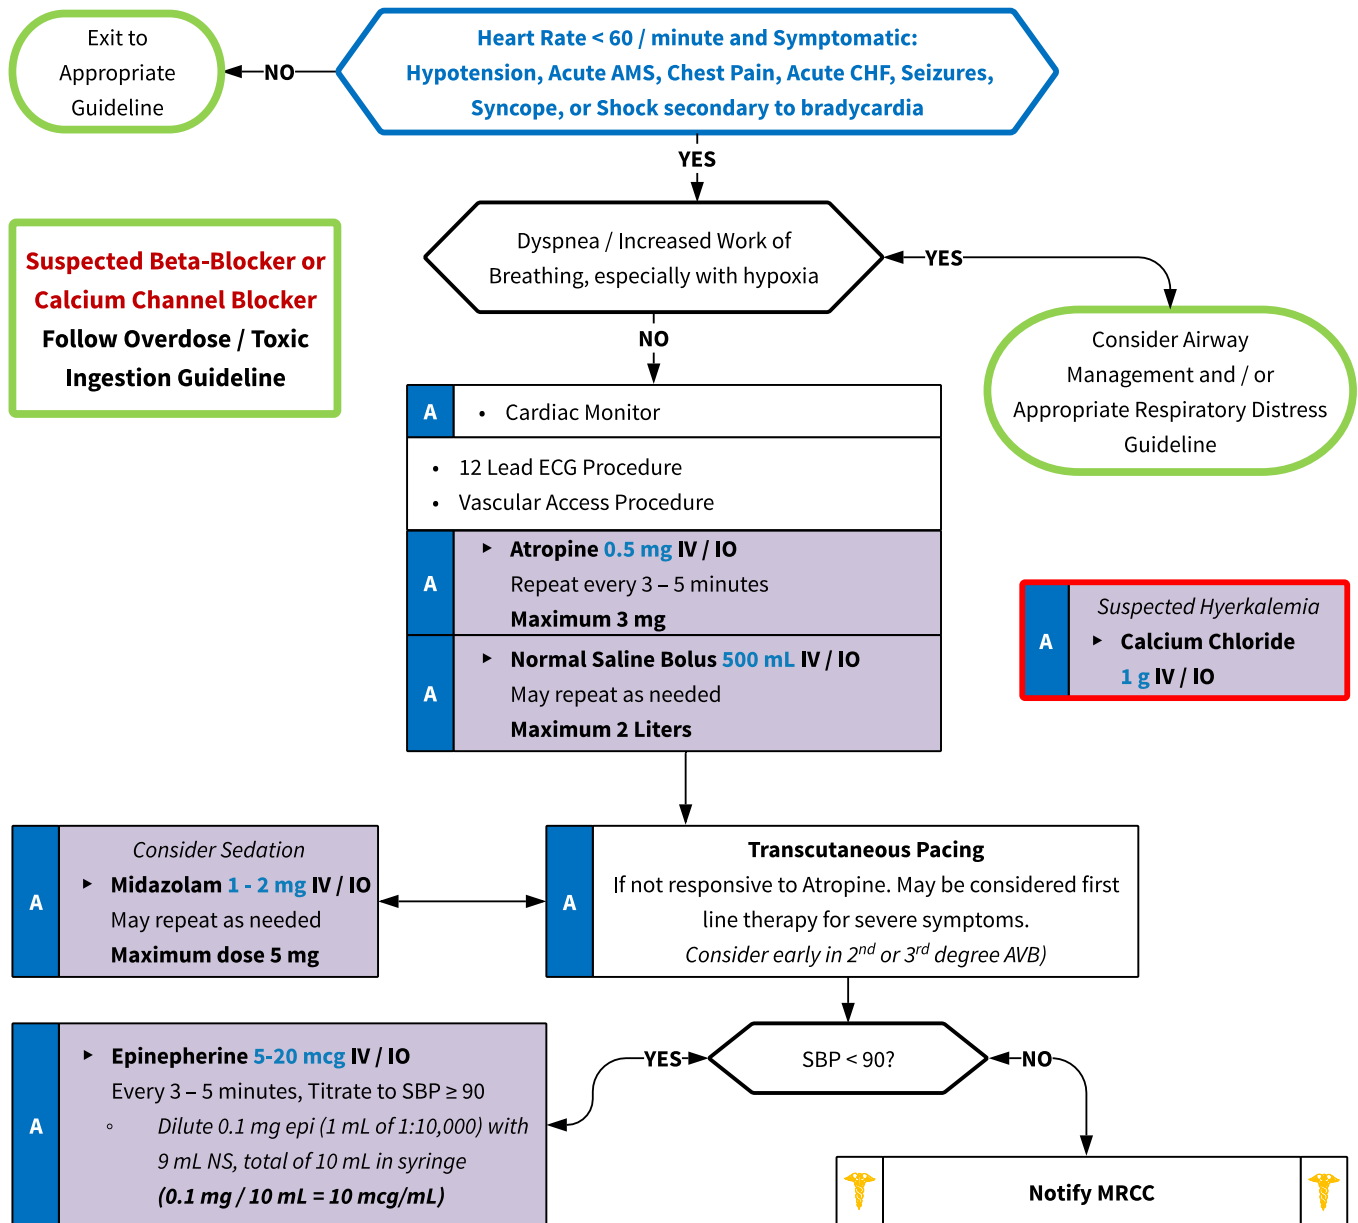 Exit to
Appropriate
Guideline
NO
Heart Rate < 60 / minute and Symptomatic:
Hypotension, Acute AMS, Chest Pain, Acute CHF, Seizures,
Syncope, or Shock secondary to bradycardia
YES
Dyspnea / Increased Work of
Breathing, especially with hypoxia
YES
Suspected Beta-Blocker or
Calcium Channel Blocker
Follow Overdose / Toxic
Ingestion Guideline
NO
Consider Airway
Management and / or
Appropriate Respiratory Distress
Guideline
A
• Cardiac Monitor
• 12 Lead ECG Procedure
• Vascular Access Procedure
A
▸ Atropine 0.5 mg IV / IO
Repeat every 3 – 5 minutes
Maximum 3 mg
A
▸ Normal Saline Bolus 500 mL IV / IO
May repeat as needed
Maximum 2 Liters
A
Suspected Hyerkalemia
▸ Calcium Chloride
1 g IV / IO
A
Consider Sedation
▸ Midazolam 1 - 2 mg IV / IO
May repeat as needed
Maximum dose 5 mg
A
Transcutaneous Pacing
If not responsive to Atropine. May be considered first
line therapy for severe symptoms.
Consider early in 2nd or 3rd degree AVB)
A
▸ Epinepherine 5-20 mcg IV / IO
Every 3 – 5 minutes, Titrate to SBP ≥ 90
◦ Dilute 0.1 mg epi (1 mL of 1:10,000) with
9 mL NS, total of 10 mL in syringe
(0.1 mg / 10 mL = 10 mcg/mL)
YES
SBP < 90?
NO
Notify MRCC